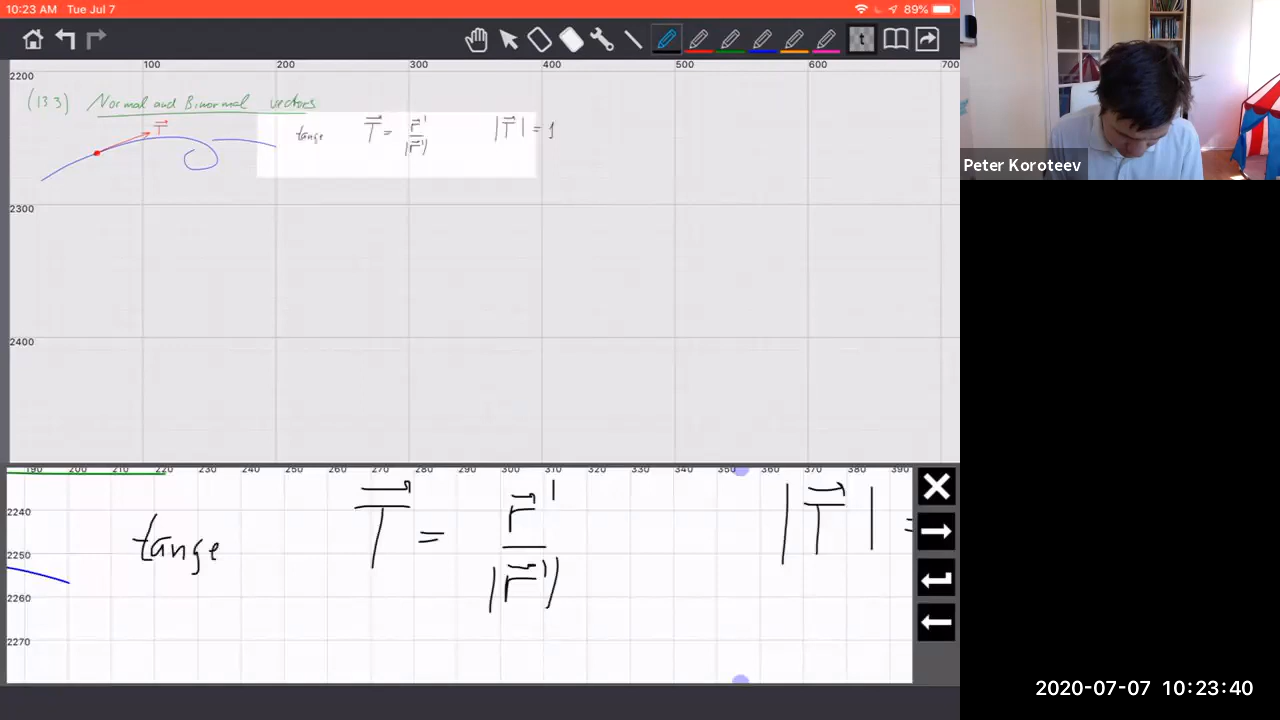 10:23 AM Tue Jul 7
89%
t
100 200 300 400 500 600 700
2200
(13.3) Normal and Binormal vectors
T
tange T = r' / |r'| |T| = 1
2300
2400
Peter Koroteev
190 200 210 220 230 240 250 260 270 280 290 300 310 320 330 340 350 360 370 380 390
2240
tange T = r' / |r'| |T| =
2250
2260
2270
2020-07-07 10:23:40